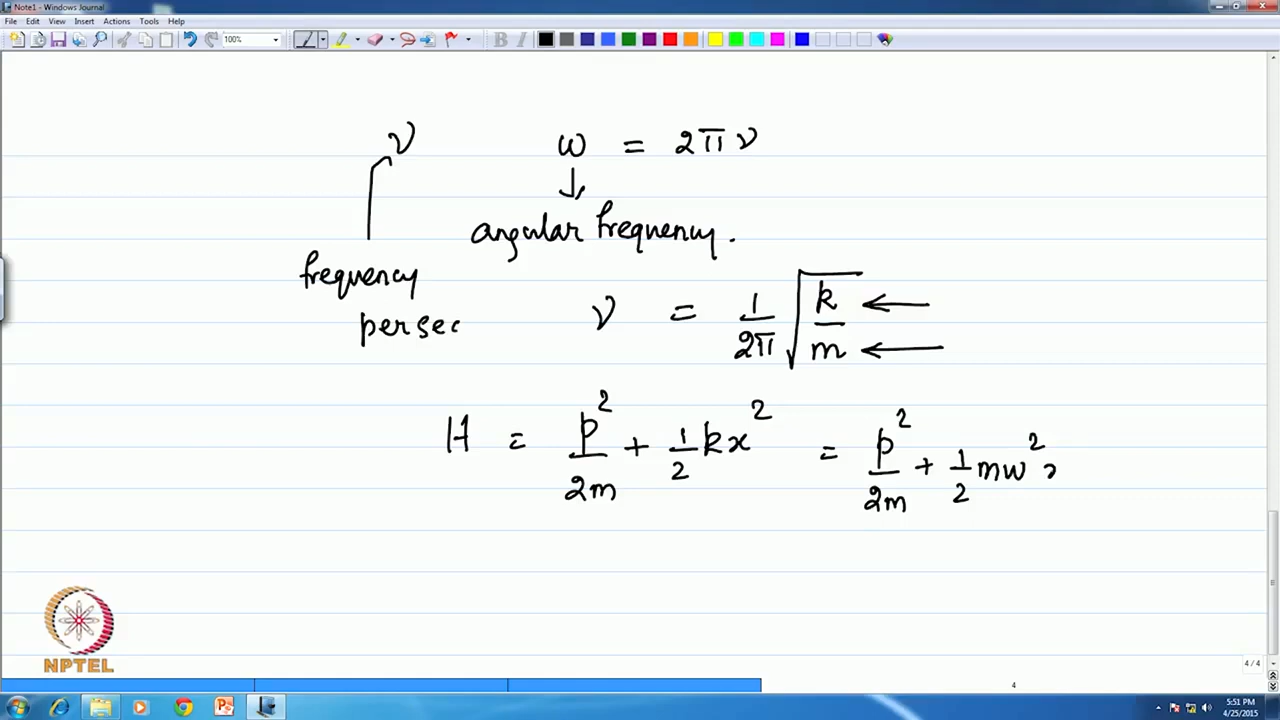 Note1 - Windows Journal
File Edit View Insert Actions Tools Help
100%
ν ω = 2π ν
angular frequency.
frequency
per sec
ν = 1/2π √k/m
H = p²/2m + 1/2 kx² = p²/2m + 1/2 mω²
NPTEL
4/4
4
5:51 PM
4/25/2015